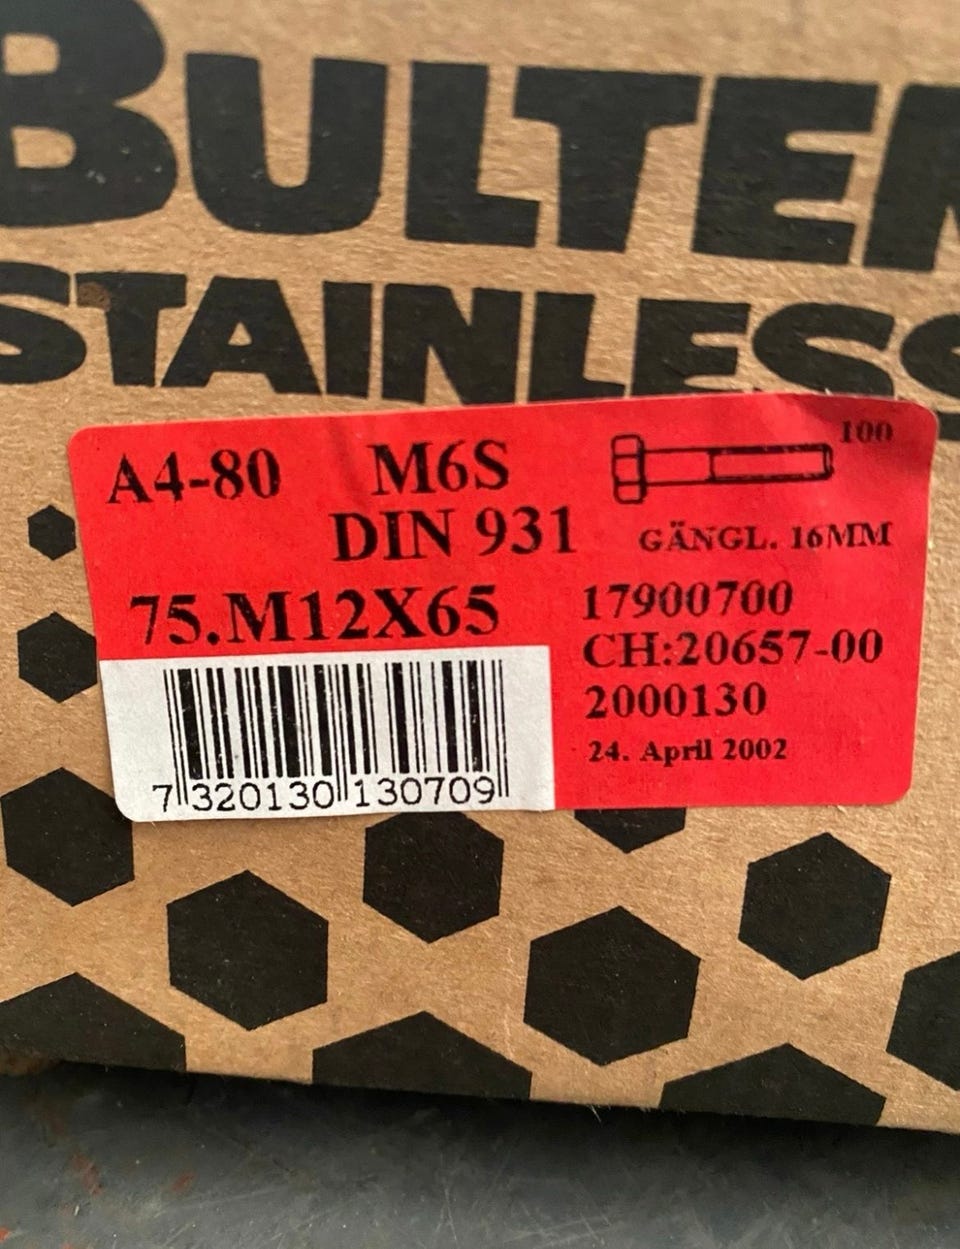 BULTEN
STAINLESS
A4-80 M6S 100
DIN 931 GÄNGL. 16MM
75.M12X65 17900700
CH:20657-00
2000130
24. April 2002
7 320130 130709